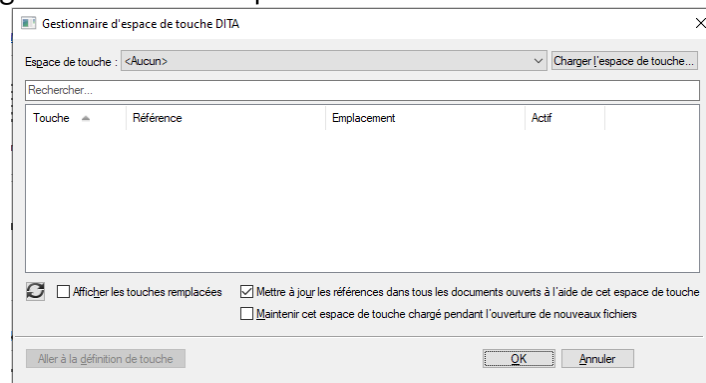 Gestionnaire d'espace de touche DITA
Espace de touche : <Aucun> Charger l'espace de touche...
Rechercher...
Touche Référence Emplacement Actif
Afficher les touches remplacées Mettre à jour les références dans tous les documents ouverts à l'aide de cet espace de touche
Maintenir cet espace de touche chargé pendant l'ouverture de nouveaux fichiers
Aller à la définition de touche OK Annuler